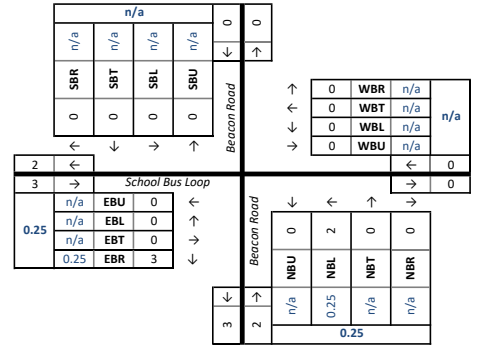 n/a
0 0
n/a n/a n/a n/a
↓ ↑
SBR SBT SBL SBU
Beacon Road
0 0 0 0
↑ 0 WBR n/a
← 0 WBT n/a
n/a
↓ 0 WBL n/a
→ 0 WBU n/a
← ↓ → ↑
2 ←
← 0
3 →
School Bus Loop
→ 0
n/a EBU 0 ←
n/a EBL 0 ↑
0.25
n/a EBT 0 →
0.25 EBR 3 ↓
Beacon Road
↓ ← ↑ →
0 2 0 0
NBU NBL NBT NBR
n/a 0.25 n/a n/a
↓ ↑
3 2
0.25